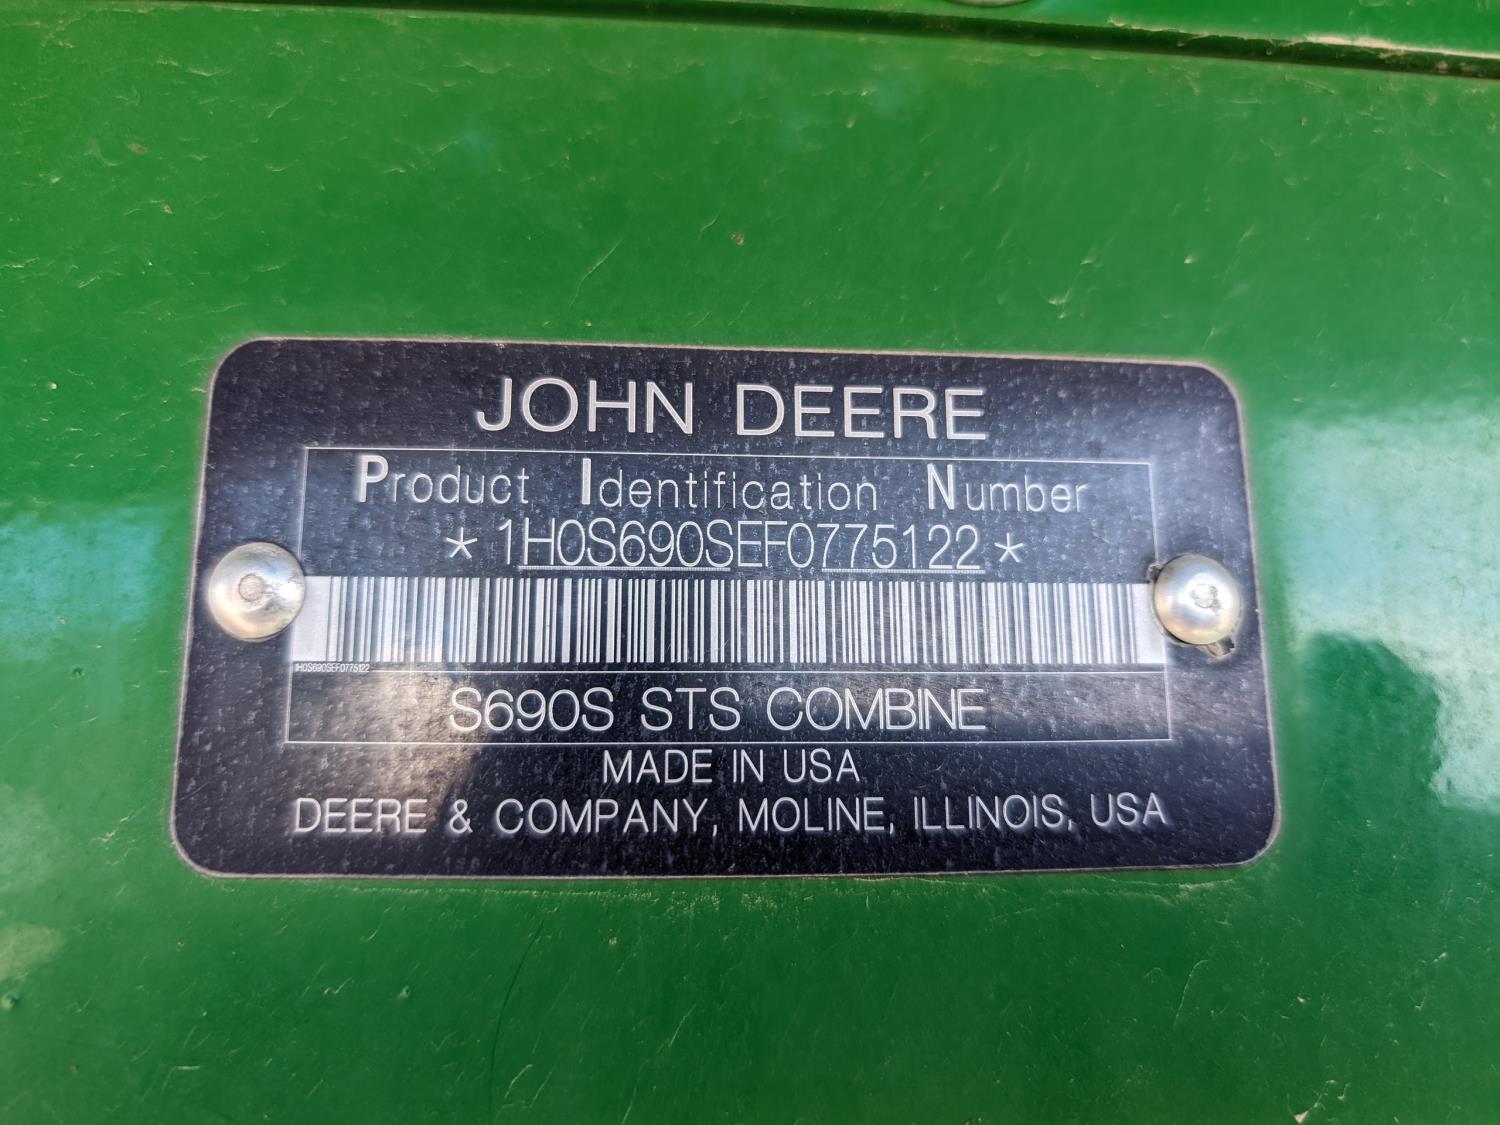 JOHN DEERE
Product Identification Number
* 1H0S690SEF0775122 *
1H0S690SEF0775122
S690S STS COMBINE
MADE IN USA
DEERE & COMPANY, MOLINE, ILLINOIS, USA